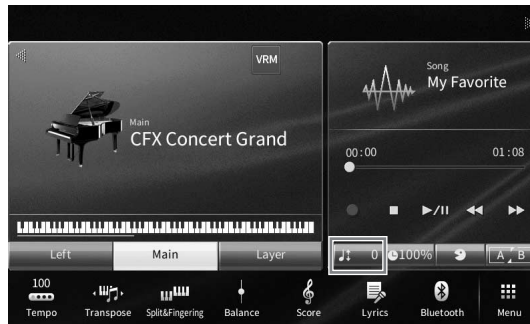 VRM
Main
CFX Concert Grand
Left
Main
Layer
Song
My Favorite
00:00
01:08
0
100%
A B
100
Tempo
Transpose
Split&Fingering
Balance
Score
Lyrics
Bluetooth
Menu